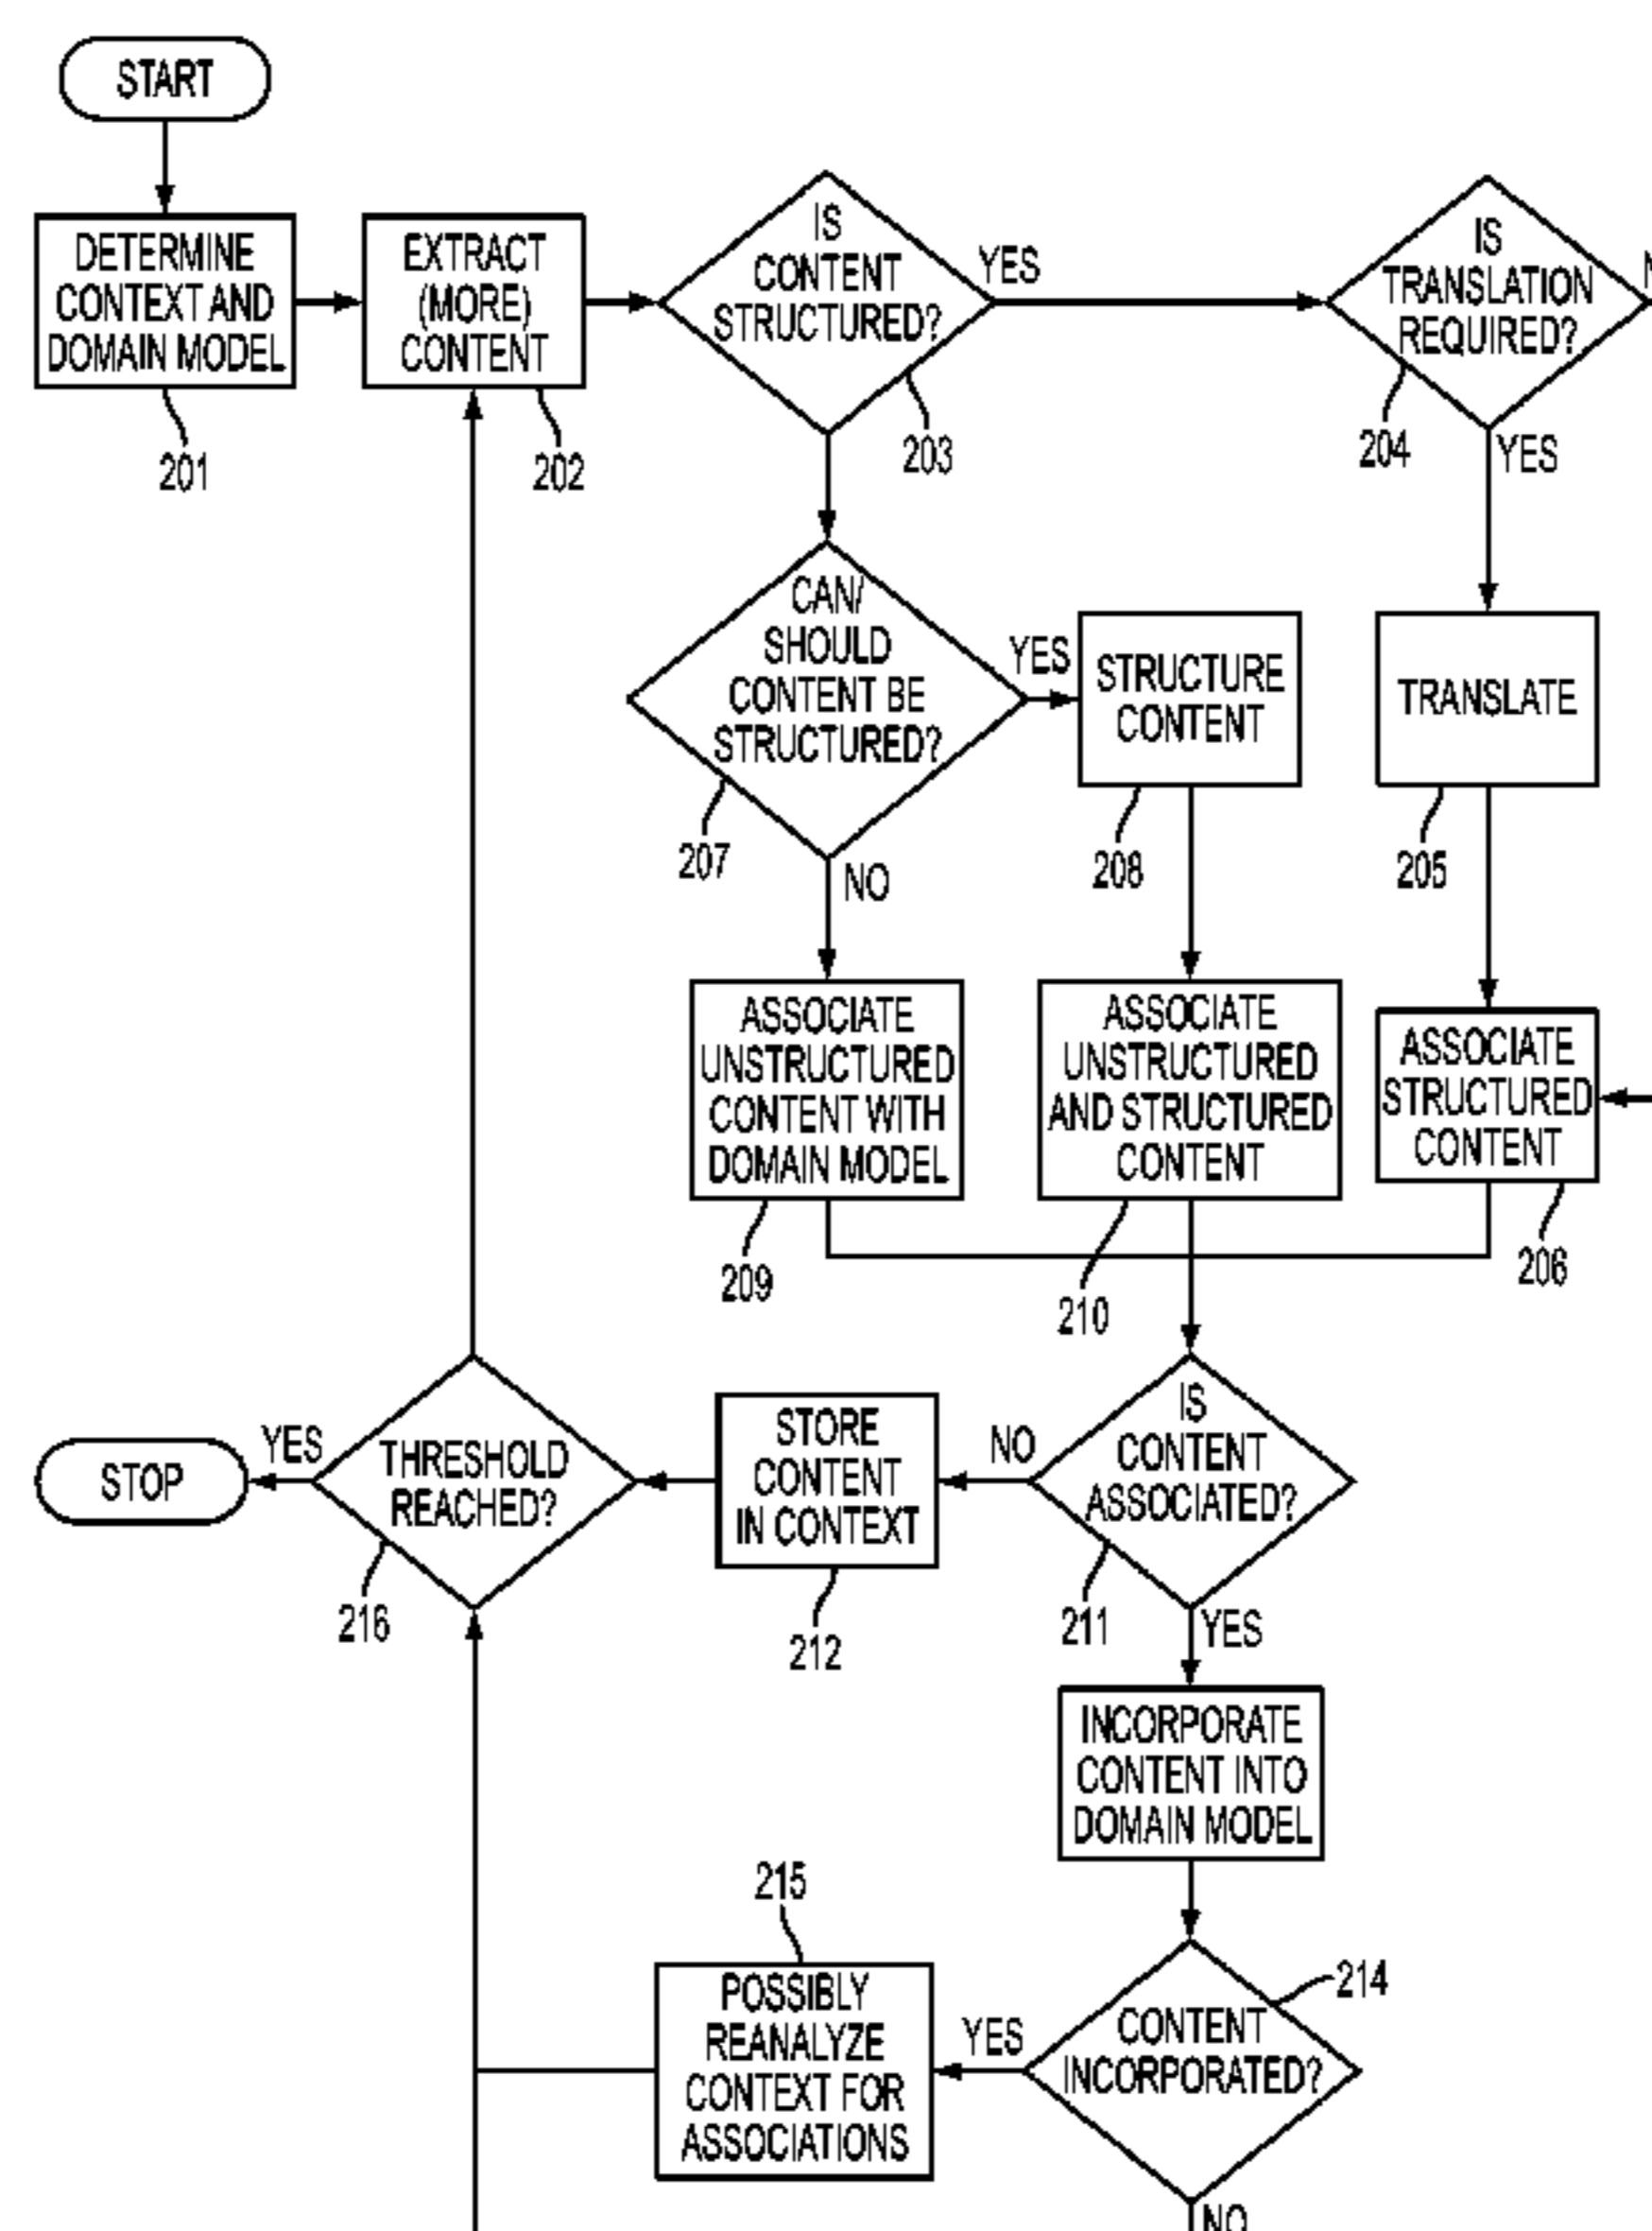 START
DETERMINE
CONTEXT AND
DOMAIN MODEL
201
EXTRACT
(MORE)
CONTENT
202
IS
CONTENT
STRUCTURED?
YES
203
IS
TRANSLATION
REQUIRED?
204
YES
CAN/
SHOULD
CONTENT BE
STRUCTURED?
YES
207
NO
STRUCTURE
CONTENT
208
TRANSLATE
205
ASSOCIATE
UNSTRUCTURED
CONTENT WITH
DOMAIN MODEL
209
ASSOCIATE
UNSTRUCTURED
AND STRUCTURED
CONTENT
210
ASSOCIATE
STRUCTURED
CONTENT
206
STOP
YES
THRESHOLD
REACHED?
216
STORE
CONTENT
IN CONTEXT
212
NO
IS
CONTENT
ASSOCIATED?
211
YES
INCORPORATE
CONTENT INTO
DOMAIN MODEL
215
POSSIBLY
REANALYZE
CONTEXT FOR
ASSOCIATIONS
YES
214
CONTENT
INCORPORATED?
NO